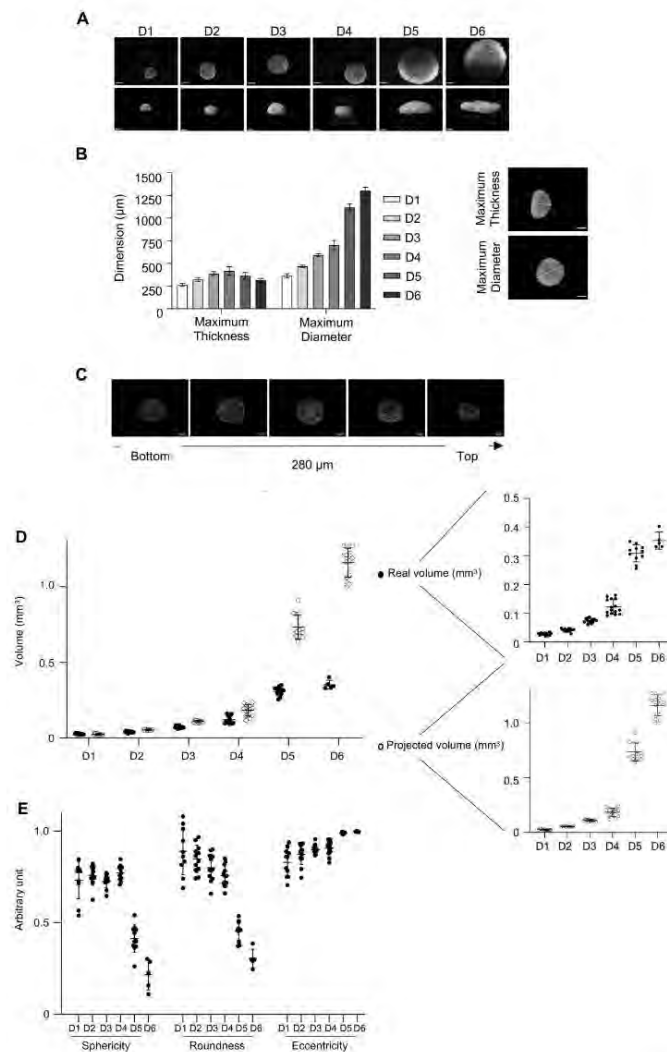 A
D1 D2 D3 D4 D5 D6
B
Dimension (µm)
1500
1250
1000
750
500
250
0
D1
D2
D3
D4
D5
D6
Maximum Thickness
Maximum Diameter
Maximum Thickness
Maximum Diameter
C
Bottom
280 µm
Top
D
Volume (mm³)
1.0
0.5
0
D1 D2 D3 D4 D5 D6
Real volume (mm³)
0.5
0.4
0.3
0.2
0.1
0
D1 D2 D3 D4 D5 D6
Projected volume (mm³)
1.0
0.5
0
D1 D2 D3 D4 D5 D6
E
Arbitrary unit
1.0
0.5
0
D1 D2 D3 D4 D5 D6 D1 D2 D3 D4 D5 D6 D1 D2 D3 D4 D5 D6
Sphericity Roundness Eccentricity